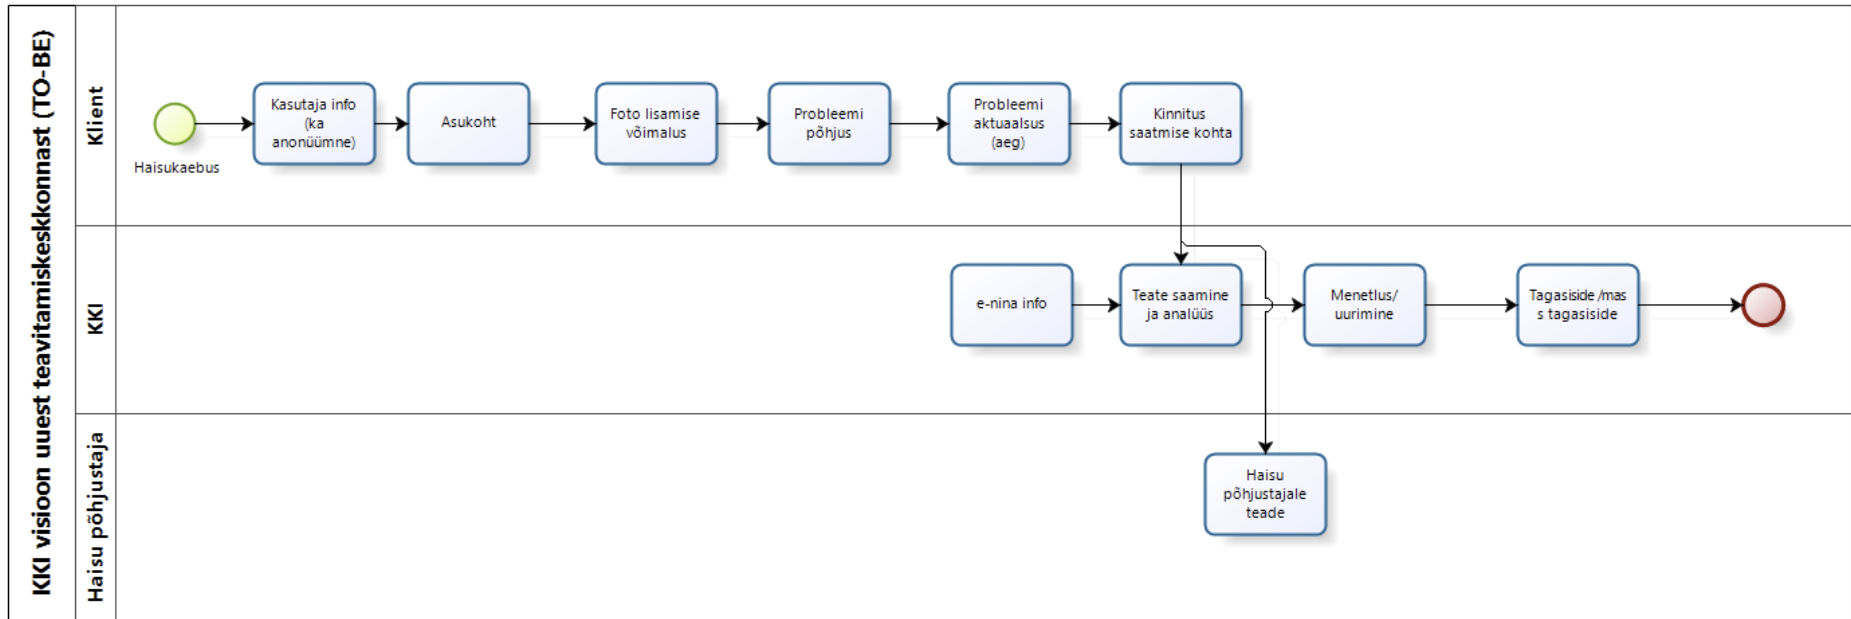 KKI visioon uuest teavitamiskeskkonnast (TO-BE)
Klient
Haisukaebus
Kasutaja info
(ka
anonüümne)
Asukoht
Foto lisamise
võimalus
Probleemi
põhjus
Probleemi
aktuaalsus
(aeg)
Kinnitus
saatmise kohta
KKI
e-nina info
Teate saamine
ja analüüs
Menetlus/
uurimine
Tagasiside/mas
s tagasiside
Haisu põhjustaja
Haisu
põhjustajale
teade